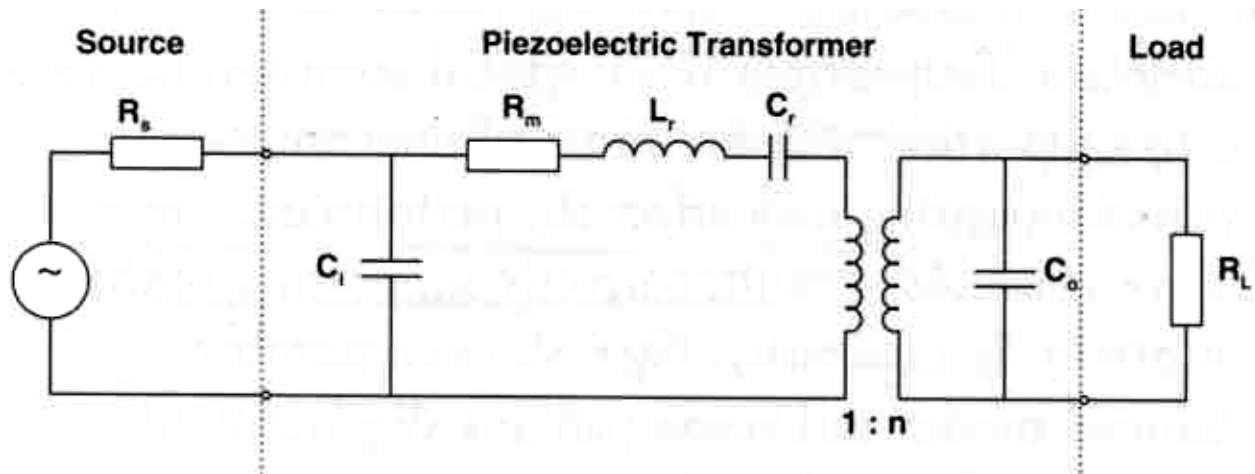 Source
Piezoelectric Transformer
Load
Rs
Rm
Lr
Cr
~
Ci
Co
RL
1 : n